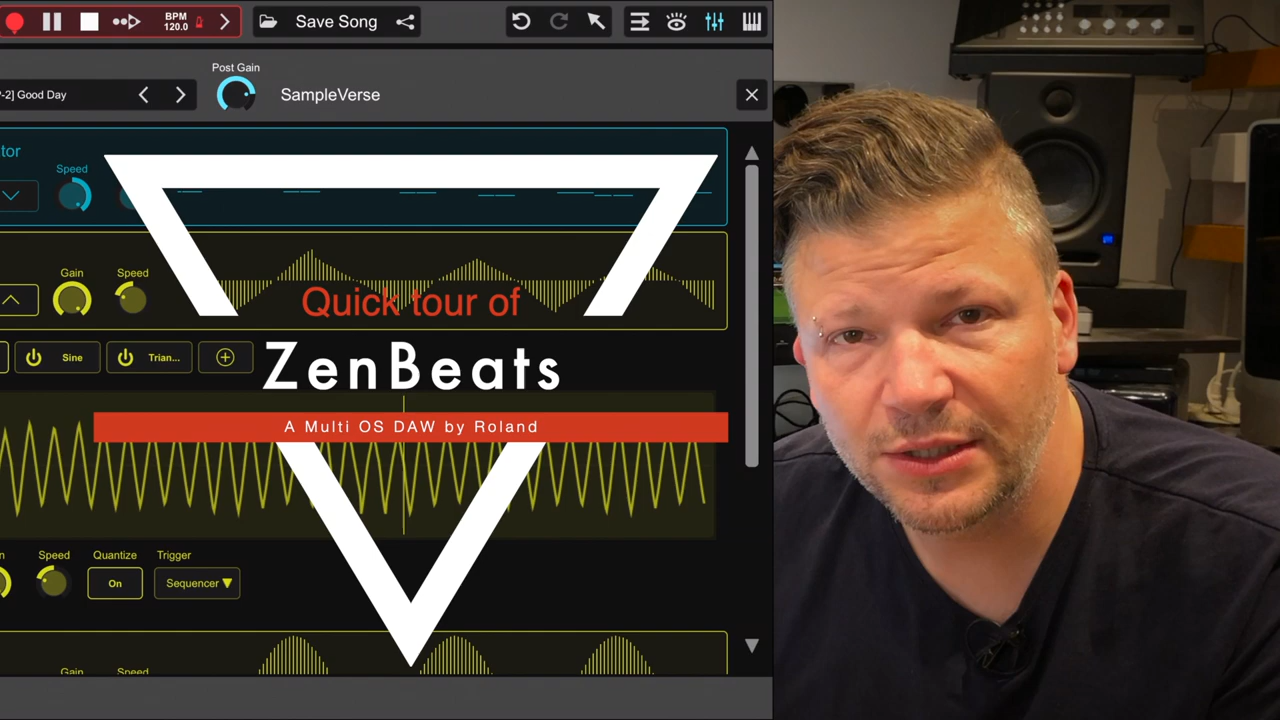 BPM
120.0
Save Song
Post Gain
-2] Good Day
SampleVerse
tor
Speed
Gain
Speed
Quick tour of
Sine
Trian...
ZenBeats
A Multi OS DAW by Roland
n
Speed
Quantize
Trigger
On
Sequencer
Gain
Speed